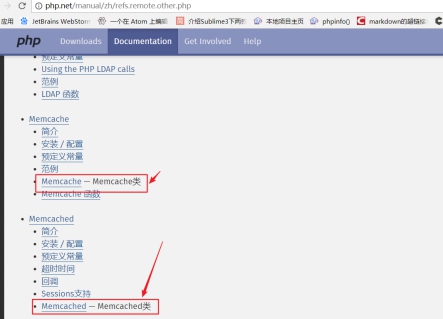 php.net/manual/zh/refs.remote.other.php
应用 JetBrains WebStorm 一个在 Atom 上编辑 介绍Sublime3下两款 本地项目主页 phpinfo() markdown的超链接
php Downloads Documentation Get Involved Help
预定义常量
Using the PHP LDAP calls
范例
LDAP 函数
Memcache
简介
安装 / 配置
预定义常量
范例
Memcache — Memcache类
Memcache 函数
Memcached
简介
安装 / 配置
预定义常量
超时时间
回调
Sessions支持
Memcached — Memcached类